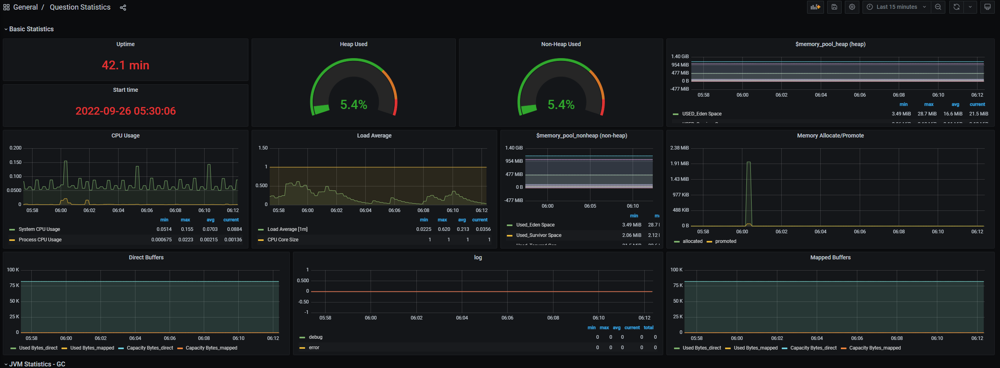 General / Question Statistics
Last 15 minutes
Basic Statistics
Uptime
42.1 min
Start time
2022-09-26 05:30:06
Heap Used
5.4%
Non-Heap Used
5.4%
$memory_pool_heap (heap)
1.40 GiB
954 MiB
477 MiB
0 B
-477 MiB
05:58 06:00 06:02 06:04 06:06 06:08 06:10 06:12
min max avg current
USED_Eden Space 3.49 MiB 28.7 MiB 16.6 MiB 21.5 MiB
CPU Usage
0.200
0.150
0.100
0.0500
0
05:58 06:00 06:02 06:04 06:06 06:08 06:10 06:12
min max avg current
System CPU Usage 0.0514 0.155 0.0703 0.0884
Process CPU Usage 0.000675 0.0223 0.00215 0.00136
Load Average
1.50
1
0.500
0
05:58 06:00 06:02 06:04 06:06 06:08 06:10 06:12
min max avg current
Load Average [1m] 0.0225 0.620 0.213 0.0356
CPU Core Size 1 1 1 1
$memory_pool_nonheap (non-heap)
1.40 GiB
954 MiB
477 MiB
0 B
-477 MiB
06:00 06:05 06:10
min
Used_Eden Space 3.49 MiB 28.7
Used_Survivor Space 2.06 MiB 2.12
Memory Allocate/Promote
2.38 MiB
1.91 MiB
1.43 MiB
977 KiB
488 KiB
0 B
05:58 06:00 06:02 06:04 06:06 06:08 06:10 06:12
allocated promoted
Direct Buffers
100 K
75 K
50 K
25 K
0
05:58 06:00 06:02 06:04 06:06 06:08 06:10 06:12
Used Bytes_direct Used Bytes_mapped Capacity Bytes_direct Capacity Bytes_mapped
log
1
0.500
0
-0.50
-1
05:58 06:00 06:02 06:04 06:06 06:08 06:10 06:12
min max avg current total
debug 0 0 0 0 0
error 0 0 0 0 0
Mapped Buffers
100 K
75 K
50 K
25 K
0
05:58 06:00 06:02 06:04 06:06 06:08 06:10 06:12
Used Bytes_direct Used Bytes_mapped Capacity Bytes_direct Capacity Bytes_mapped
JVM Statistics - GC